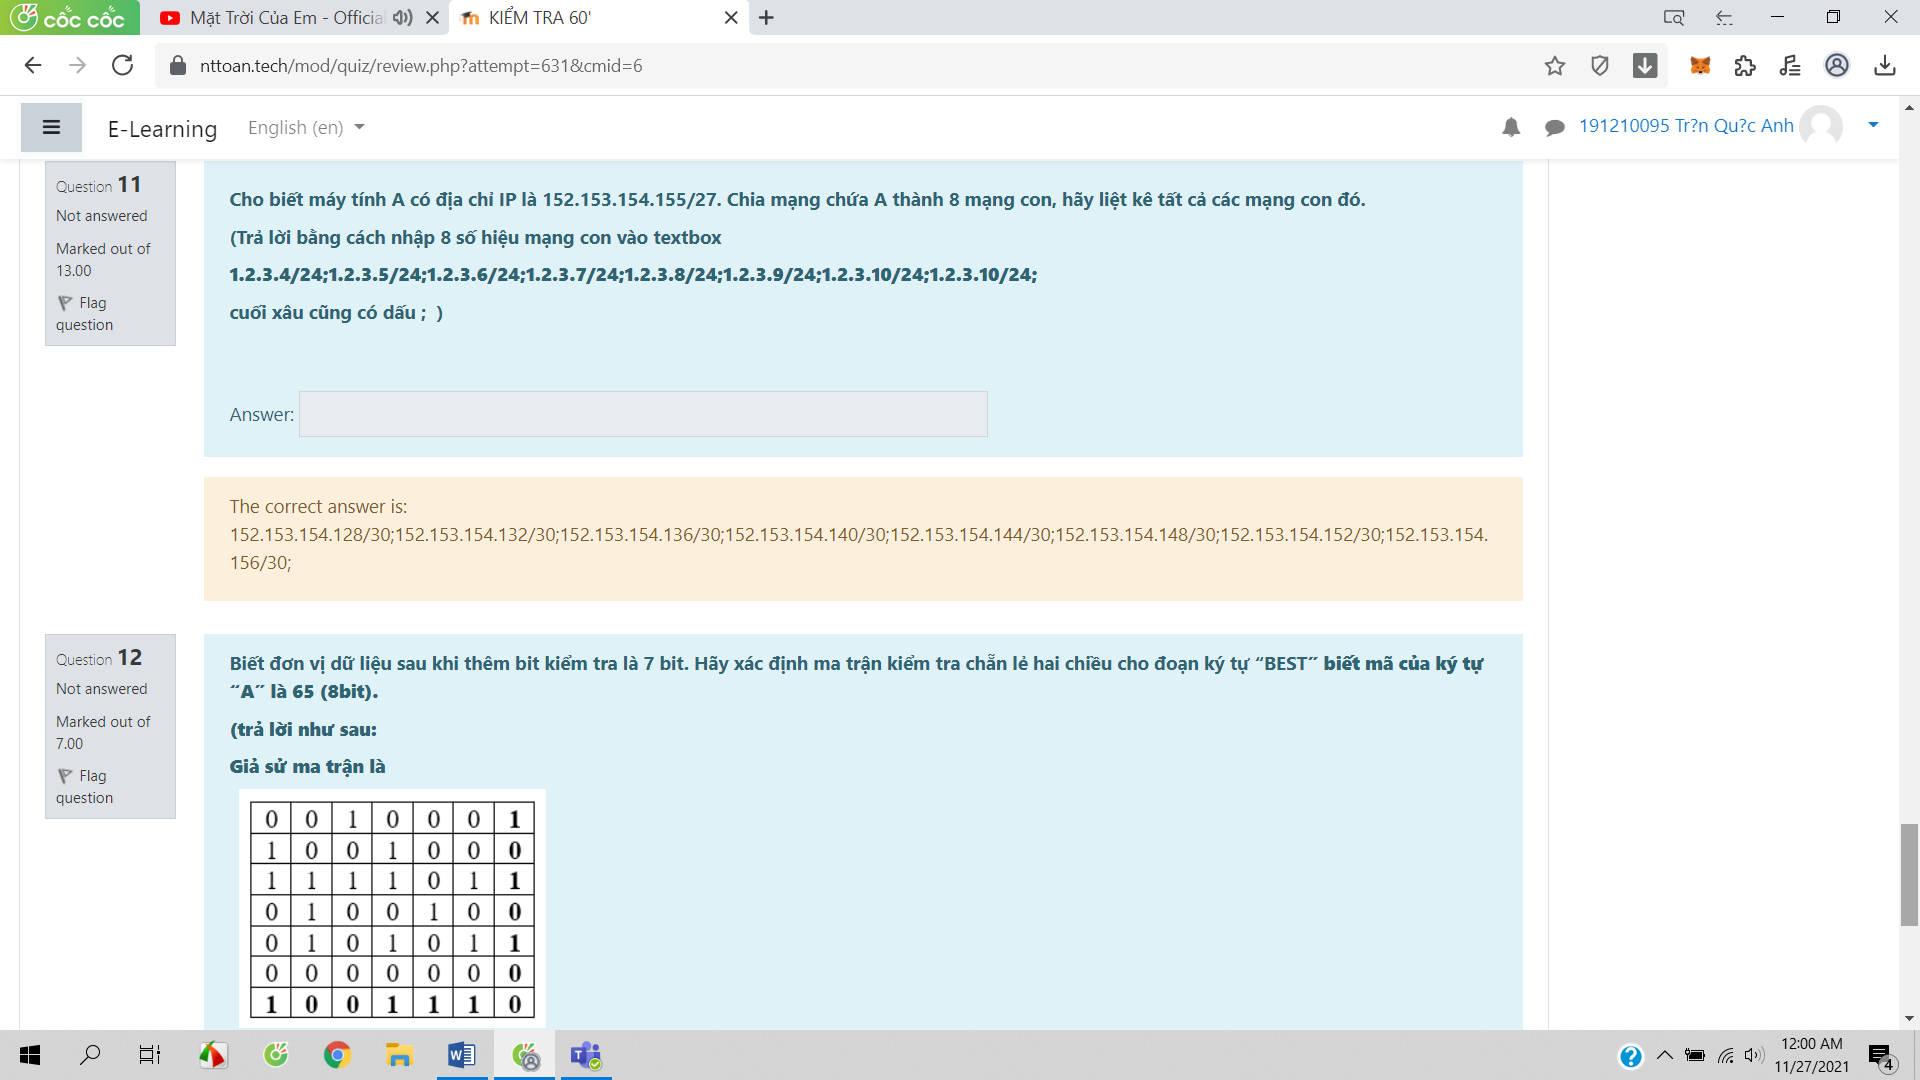 cốc cốc
Mặt Trời Của Em - Official
KIỂM TRA 60'
nttoan.tech/mod/quiz/review.php?attempt=631&cmid=6
E-Learning
English (en)
191210095 Tr?n Qu?c Anh
Question 11
Not answered
Marked out of
13.00
Flag
question
Cho biết máy tính A có địa chỉ IP là 152.153.154.155/27. Chia mạng chứa A thành 8 mạng con, hãy liệt kê tất cả các mạng con đó.
(Trả lời bằng cách nhập 8 số hiệu mạng con vào textbox
1.2.3.4/24;1.2.3.5/24;1.2.3.6/24;1.2.3.7/24;1.2.3.8/24;1.2.3.9/24;1.2.3.10/24;1.2.3.10/24;
cuối xâu cũng có dấu ; )
Answer:
The correct answer is:
152.153.154.128/30;152.153.154.132/30;152.153.154.136/30;152.153.154.140/30;152.153.154.144/30;152.153.154.148/30;152.153.154.152/30;152.153.154.
156/30;
Question 12
Not answered
Marked out of
7.00
Flag
question
Biết đơn vị dữ liệu sau khi thêm bit kiểm tra là 7 bit. Hãy xác định ma trận kiểm tra chẵn lẻ hai chiều cho đoạn ký tự “BEST” biết mã của ký tự
“A” là 65 (8bit).
(trả lời như sau:
Giả sử ma trận là
0 0 1 0 0 0 1
1 0 0 1 0 0 0
1 1 1 1 0 1 1
0 1 0 0 1 0 0
0 1 0 1 0 1 1
0 0 0 0 0 0 0
1 0 0 1 1 1 0
12:00 AM
11/27/2021
4